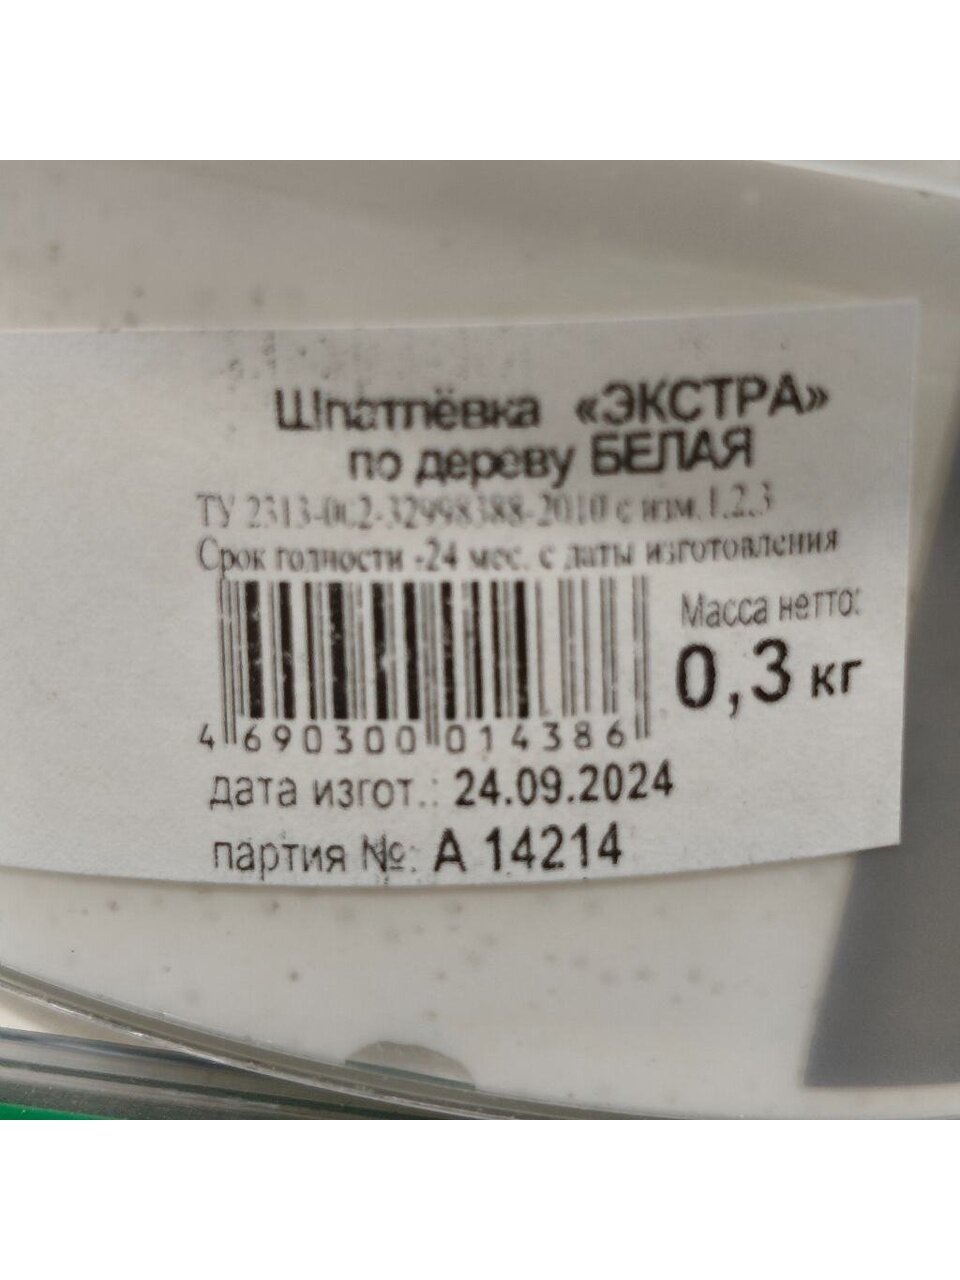 Шпатлёвка «ЭКСТРА»
по дереву БЕЛАЯ
ТУ 2313-002-32998388-2010 с изм.1,2,3
Срок годности -24 мес. с даты изготовления
Масса нетто:
0,3 кг
4 690300 014386
дата изгот.: 24.09.2024
партия №: А 14214